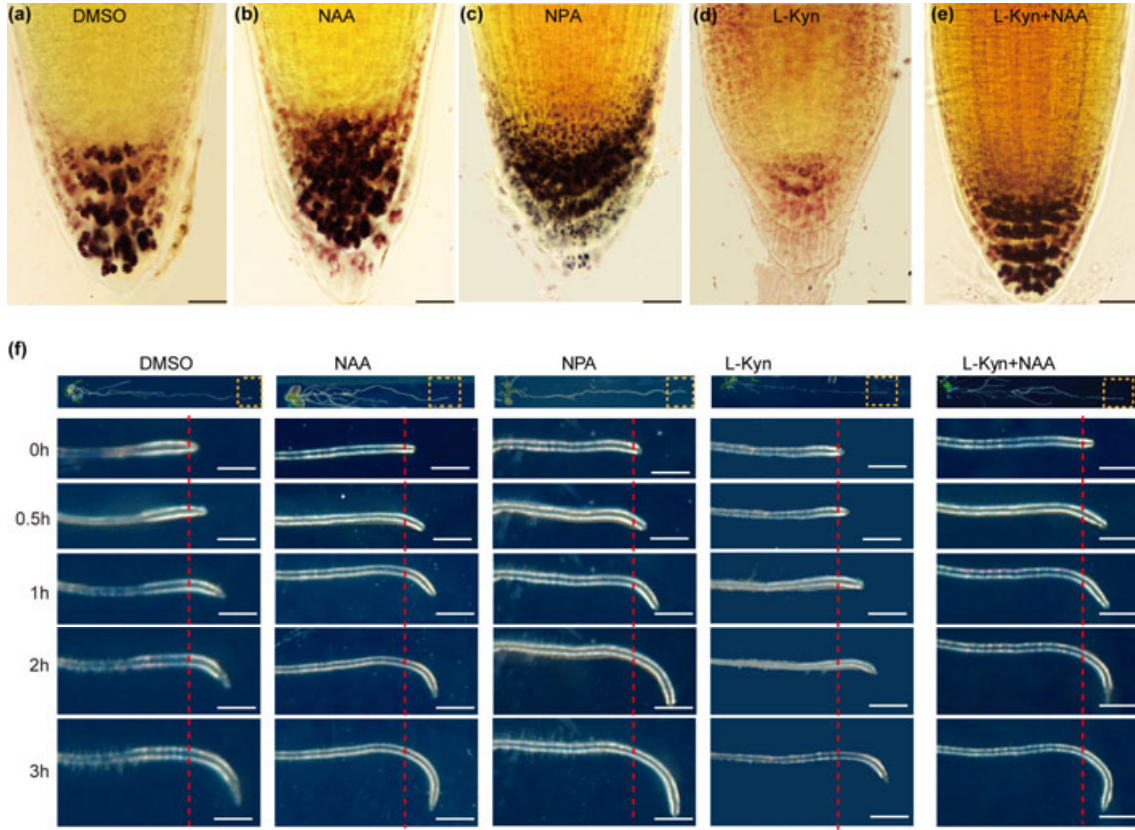 (a) DMSO (b) NAA (c) NPA (d) L-Kyn (e) L-Kyn+NAA
(f)
DMSO NAA NPA L-Kyn L-Kyn+NAA
0h
0.5h
1h
2h
3h